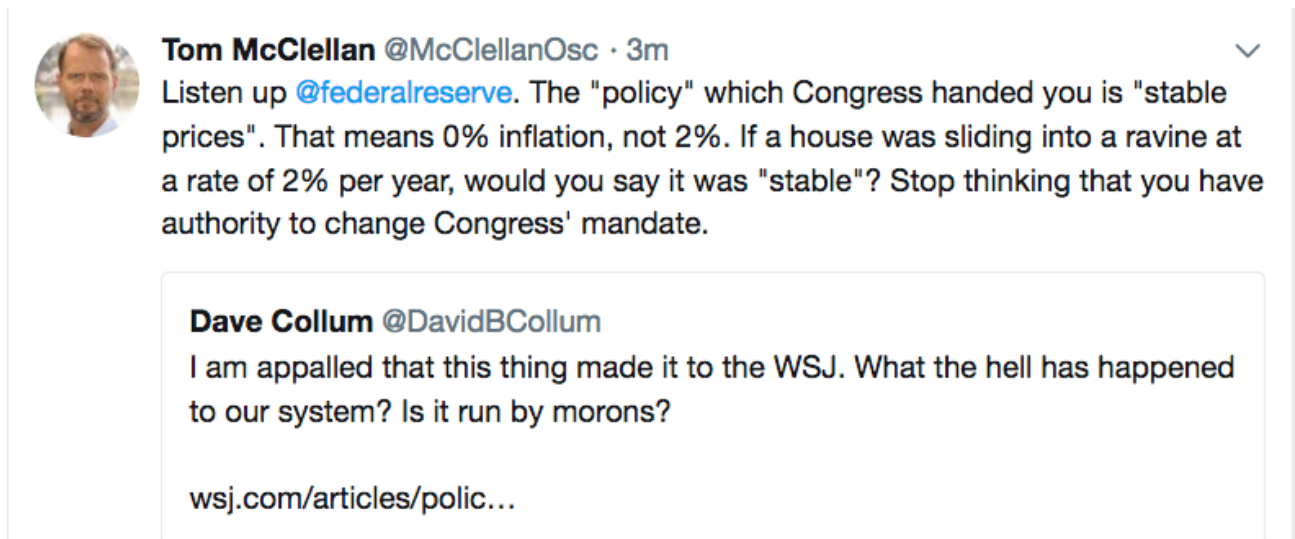 Tom McClellan @McClellanOsc · 3m
Listen up @federalreserve. The "policy" which Congress handed you is "stable
prices". That means 0% inflation, not 2%. If a house was sliding into a ravine at
a rate of 2% per year, would you say it was "stable"? Stop thinking that you have
authority to change Congress' mandate.
Dave Collum @DavidBCollum
I am appalled that this thing made it to the WSJ. What the hell has happened
to our system? Is it run by morons?
wsj.com/articles/polic…